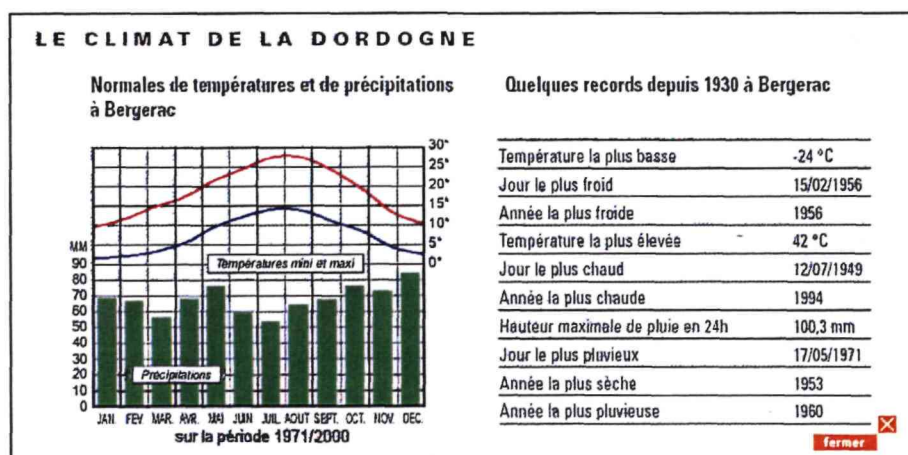 LE CLIMAT DE LA DORDOGNE
Normales de températures et de précipitations
à Bergerac
30°
25°
20°
15°
10°
5°
0°
MM
90
80
70
60
50
40
30
20
10
0
Températures mini et maxi
Précipitations
JAN. FEV. MAR. AVR. MAI JUIN JUIL. AOUT SEPT. OCT. NOV. DEC.
sur la période 1971/2000
Quelques records depuis 1930 à Bergerac
Température la plus basse -24 °C
Jour le plus froid 15/02/1956
Année la plus froide 1956
Température la plus élevée 42 °C
Jour le plus chaud 12/07/1949
Année la plus chaude 1994
Hauteur maximale de pluie en 24h 100,3 mm
Jour le plus pluvieux 17/05/1971
Année la plus sèche 1953
Année la plus pluvieuse 1960
fermer